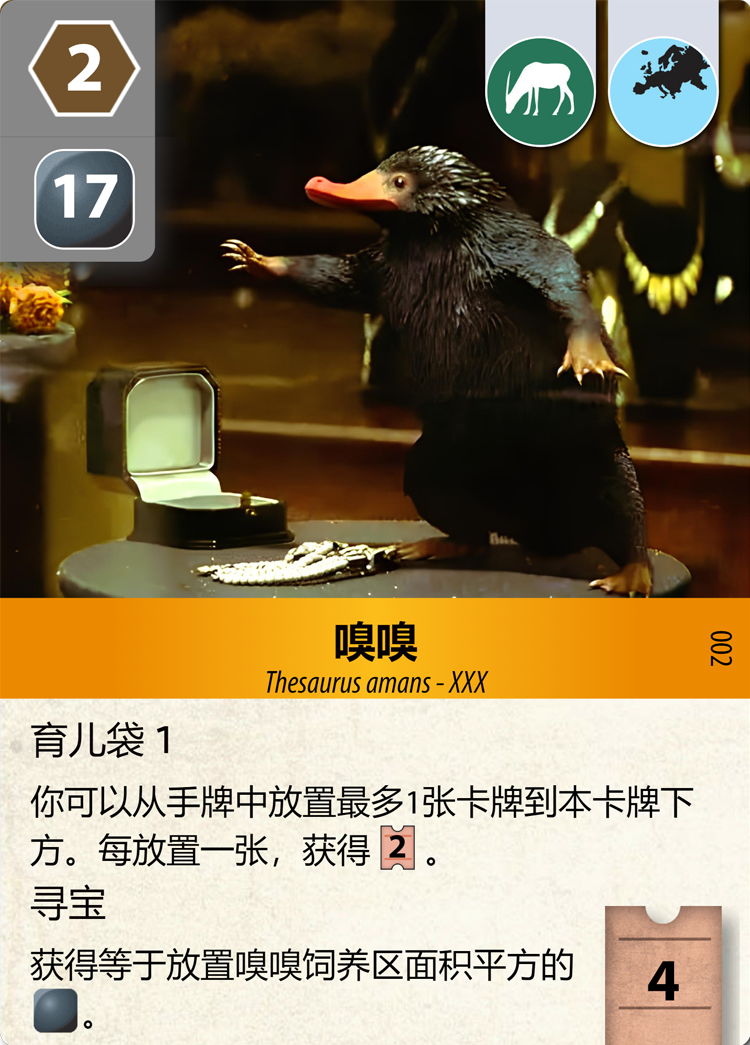 2
17
嗅嗅
Thesaurus amans - XXX
002
育儿袋 1
你可以从手牌中放置最多1张卡牌到本卡牌下
方。每放置一张，获得 2 。
寻宝
获得等于放置嗅嗅饲养区面积平方的
。
4